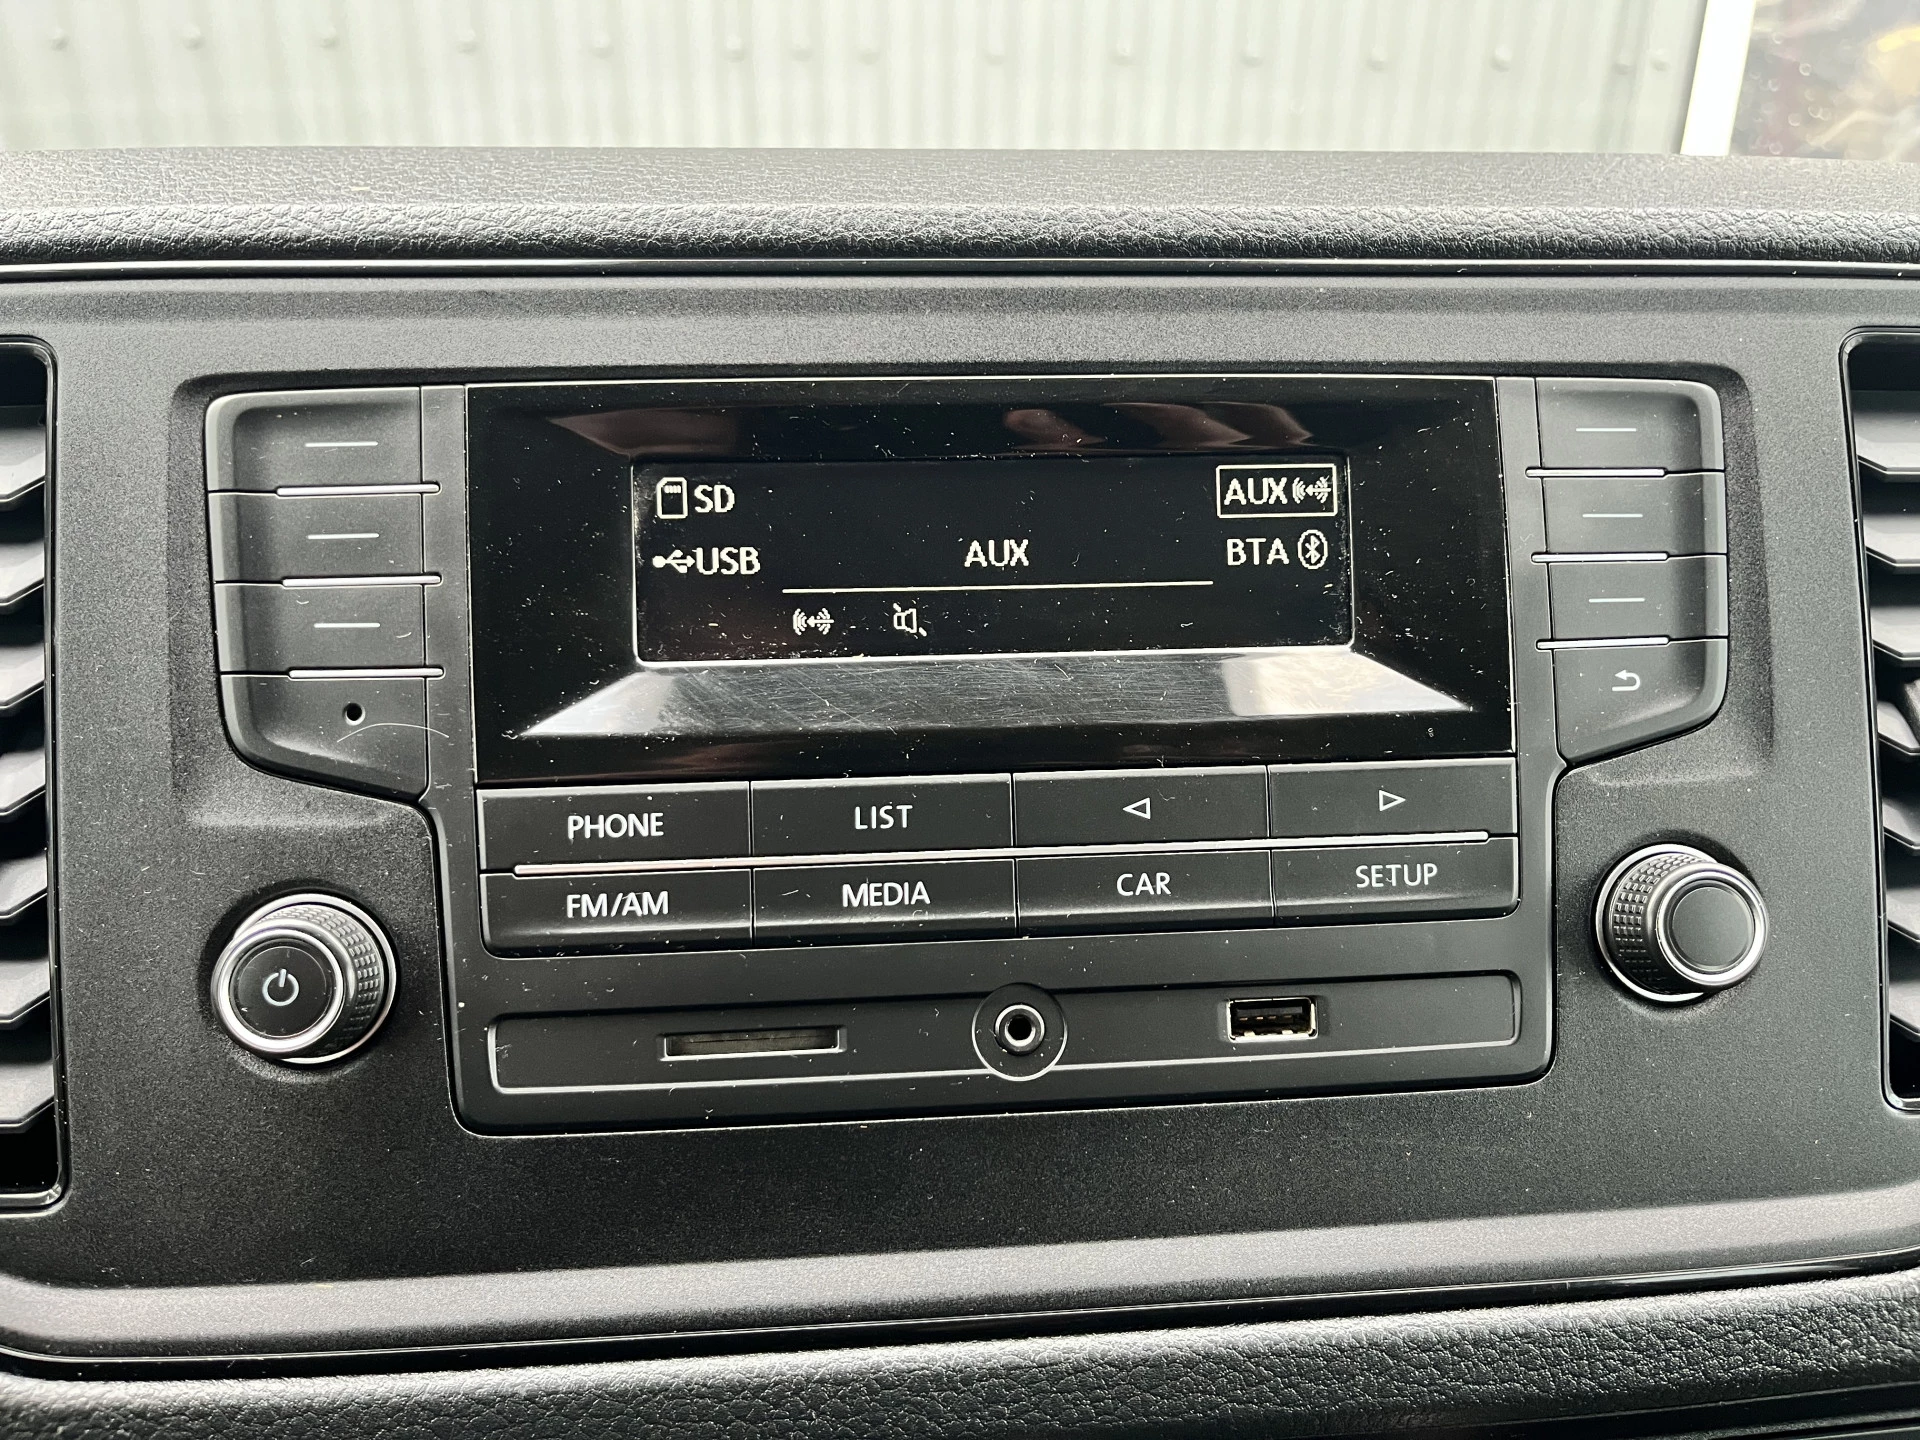 SD AUX
USB AUX BTA
PHONE LIST
FM/AM MEDIA CAR SETUP